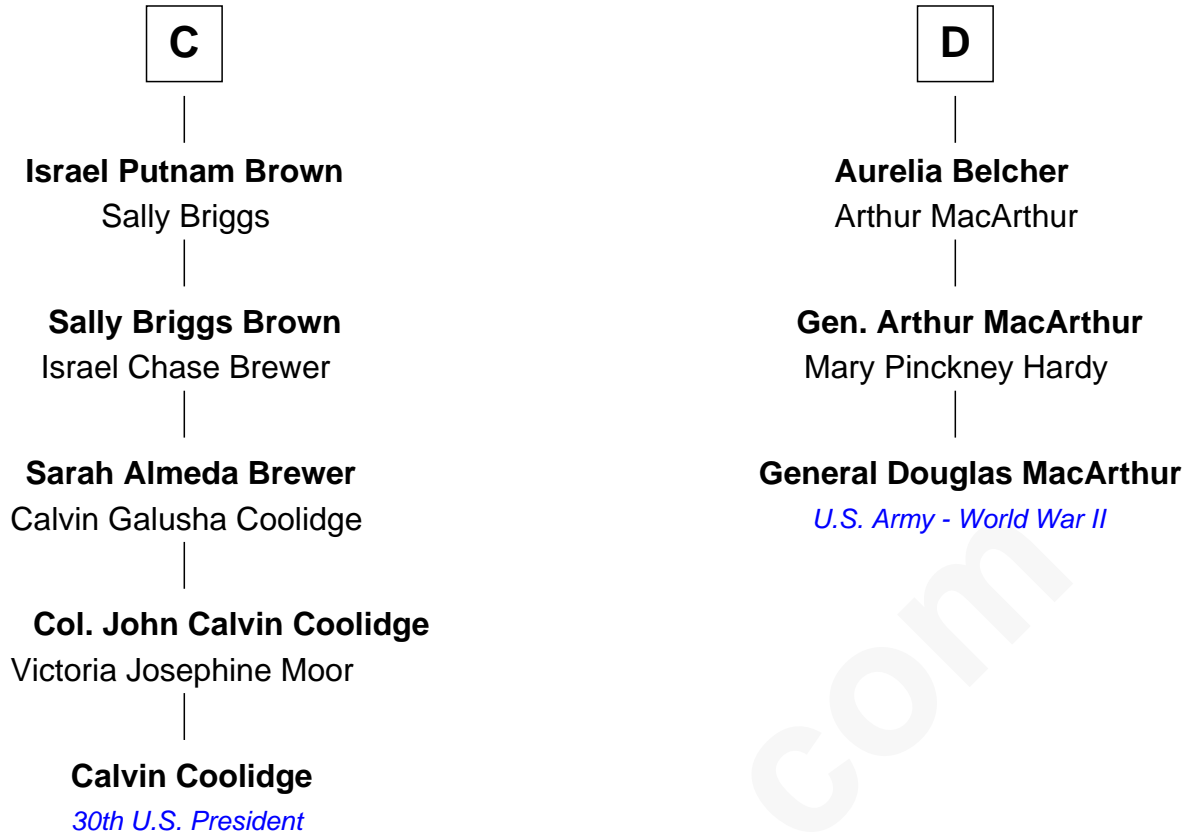 C
Israel Putnam Brown
Sally Briggs
Sally Briggs Brown
Israel Chase Brewer
Sarah Almeda Brewer
Calvin Galusha Coolidge
Col. John Calvin Coolidge
Victoria Josephine Moor
Calvin Coolidge
30th U.S. President
D
Aurelia Belcher
Arthur MacArthur
Gen. Arthur MacArthur
Mary Pinckney Hardy
General Douglas MacArthur
U.S. Army - World War II
com